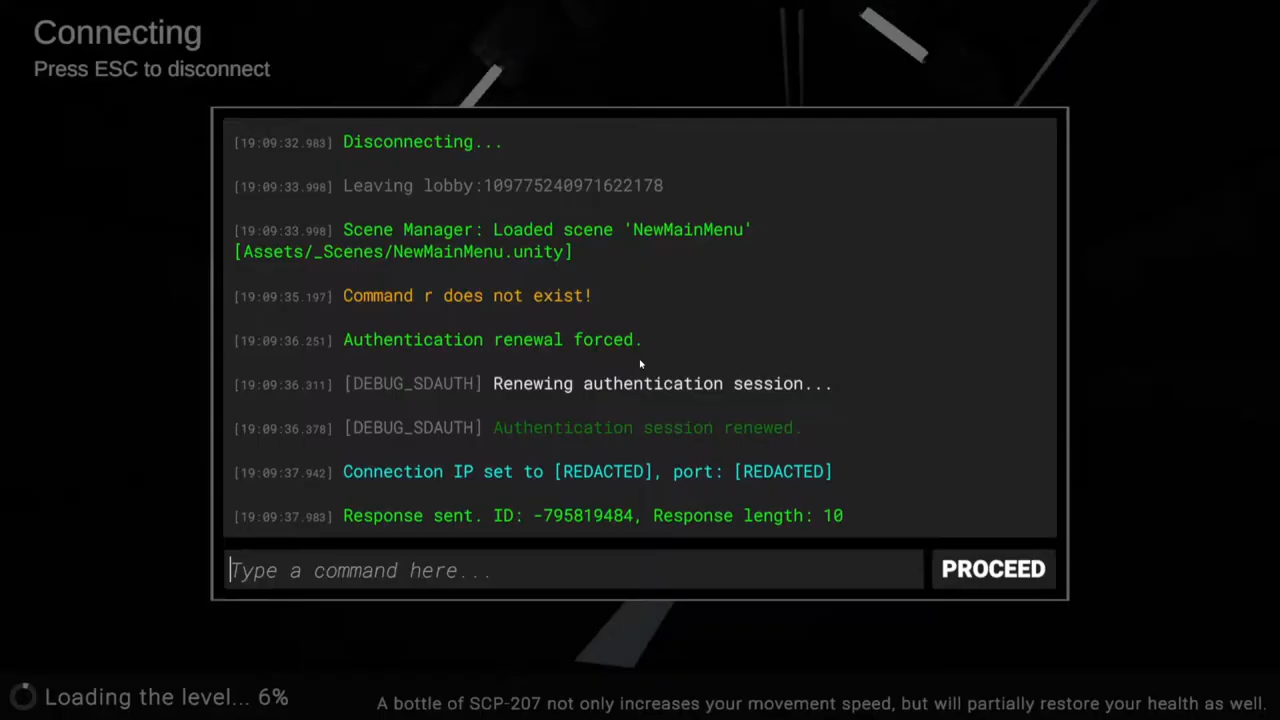 Connecting
Press ESC to disconnect
[19:09:32.983] Disconnecting...
[19:09:33.998] Leaving lobby:109775240971622178
[19:09:33.998] Scene Manager: Loaded scene 'NewMainMenu'
[Assets/_Scenes/NewMainMenu.unity]
[19:09:35.197] Command r does not exist!
[19:09:36.251] Authentication renewal forced.
[19:09:36.311] [DEBUG_SDAUTH] Renewing authentication session...
[19:09:36.378] [DEBUG_SDAUTH] Authentication session renewed.
[19:09:37.942] Connection IP set to [REDACTED], port: [REDACTED]
[19:09:37.983] Response sent. ID: -795819484, Response length: 10
Type a command here...
PROCEED
Loading the level... 6%
A bottle of SCP-207 not only increases your movement speed, but will partially restore your health as well.